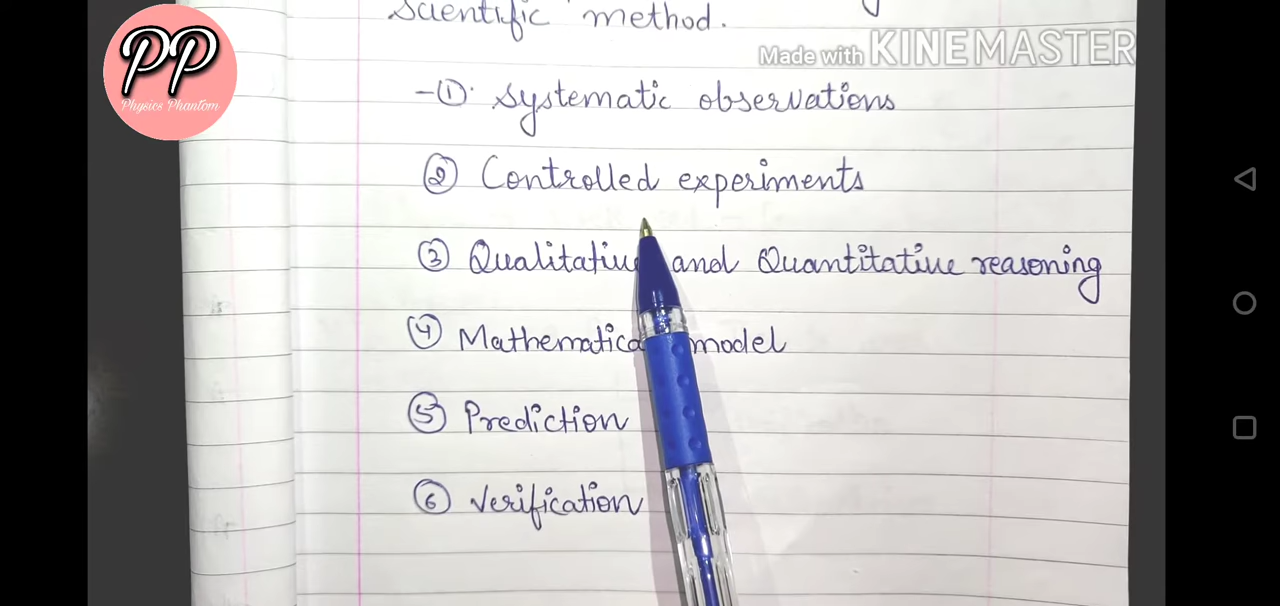 scientific method.
PP
Physics Phantom
Made with KINEMASTER
-① Systematic observations
② Controlled experiments
③ Qualitative and Quantitative reasoning
④ Mathematical model
⑤ Prediction
⑥ Verification